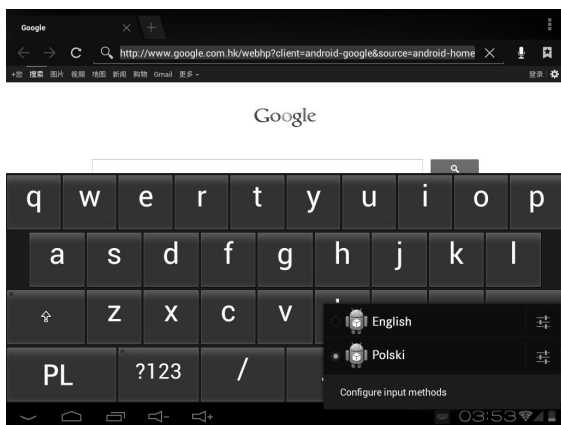 Google
http://www.google.com.hk/webhp?client=android-google&source=android-home
+您 搜索 图片 视频 地图 新闻 购物 Gmail 更多
登录
Google
q w e r t y u i o p
a s d f g h j k l
z x c v
English
PL ?123 /
Polski
Configure input methods
03:53